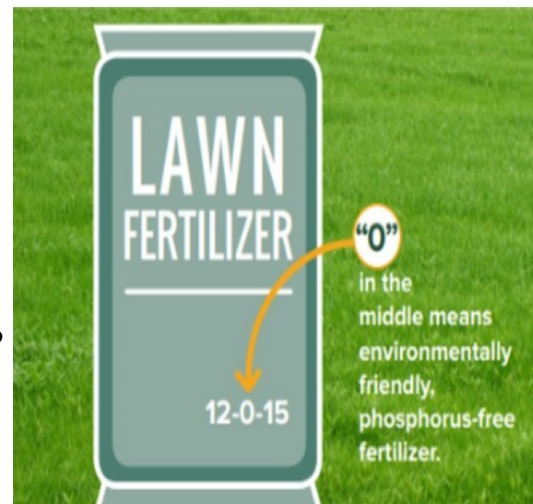 LAWN
FERTILIZER
12-0-15
“0”
in the
middle means
environmentally
friendly,
phosphorus-free
fertilizer.